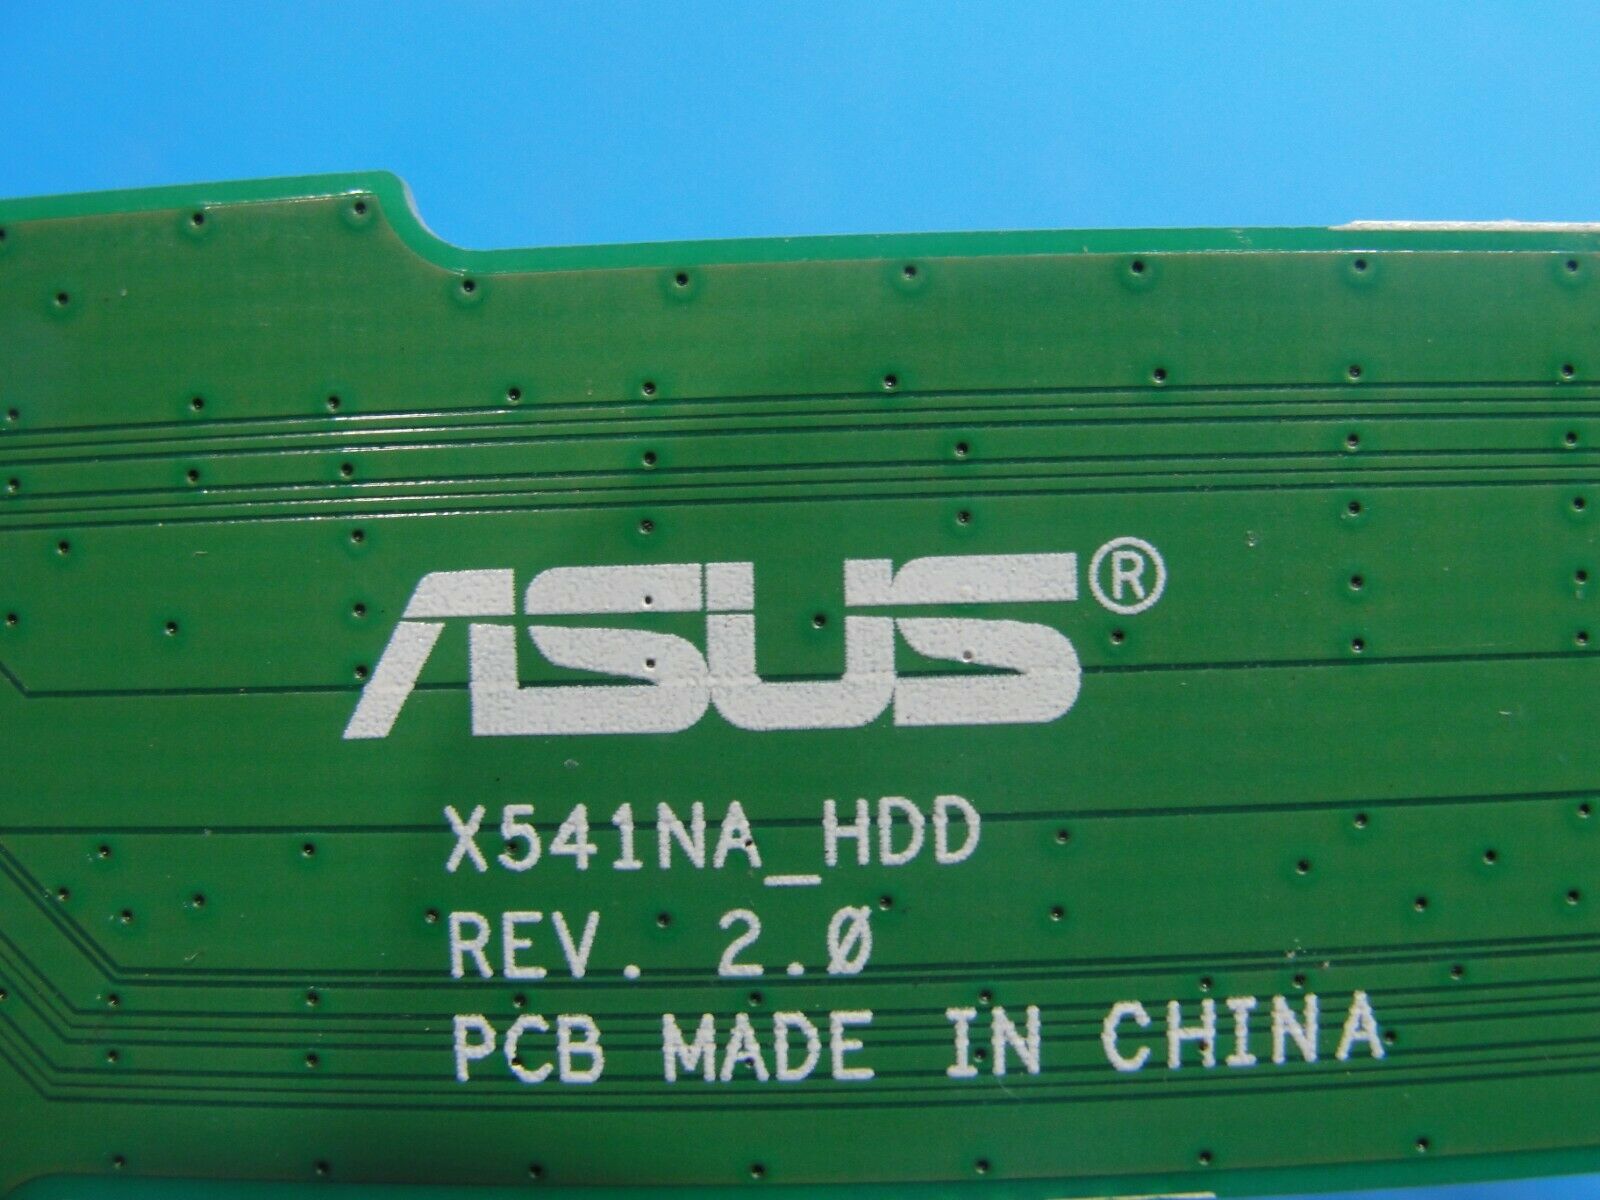 ASUS®
X541NA_HDD
REV. 2.0
PCB MADE IN CHINA